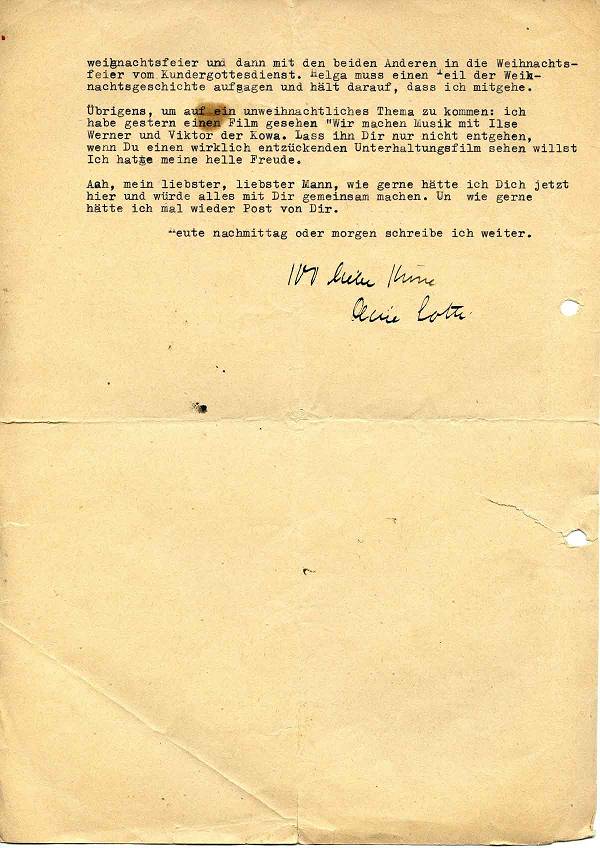 weihnachtsfeier und dann mit den beiden Anderen in die Weihnachts-
feier vom Kundergottesdienst. Helga muss einen Teil der Weih-
nachtsgeschichte aufsagen und hält darauf, dass ich mitgehe.
Übrigens, um auf ein unweihnachtliches Thema zu kommen: ich
habe gestern einen Film gesehen "Wir machen Musik mit Ilse
Werner und Viktor der Kowa. Lass ihn Dir nur nicht entgehen,
wenn Du einen wirklich entzückenden Unterhaltungsfilm sehen willst
Ich hatte meine helle Freude.
Aah, mein liebster, liebster Mann, wie gerne hätte ich Dich jetzt
hier und würde alles mit Dir gemeinsam machen. Un wie gerne
hätte ich mal wieder Post von Dir.
Heute nachmittag oder morgen schreibe ich weiter.
100 liebe Küsse
Deine Lotte